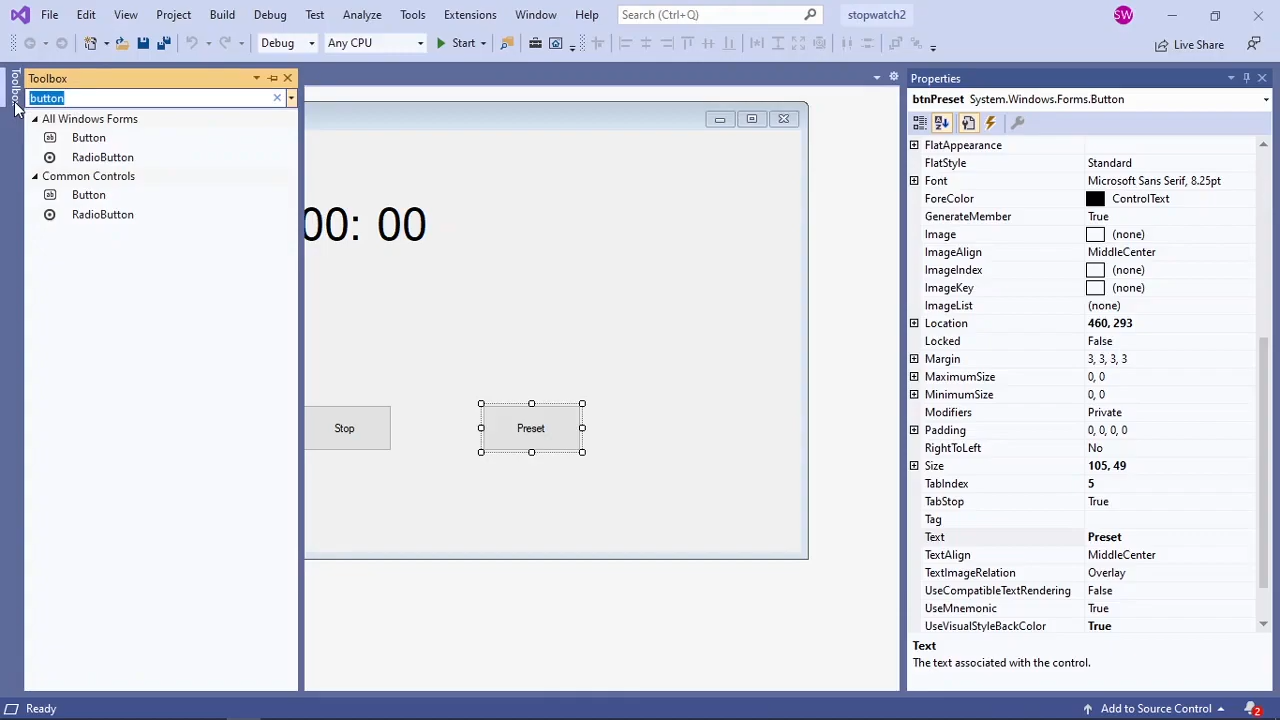 File Edit View Project Build Debug Test Analyze Tools Extensions Window Help Search (Ctrl+Q) stopwatch2 SW
Debug Any CPU Start Live Share
Toolbox
Toolbox
button
All Windows Forms
Button
RadioButton
Common Controls
Button
RadioButton
00: 00
Stop
Preset
Properties
btnPreset System.Windows.Forms.Button
FlatAppearance
FlatStyle Standard
Font Microsoft Sans Serif, 8.25pt
ForeColor ControlText
GenerateMember True
Image (none)
ImageAlign MiddleCenter
ImageIndex (none)
ImageKey (none)
ImageList (none)
Location 460, 293
Locked False
Margin 3, 3, 3, 3
MaximumSize 0, 0
MinimumSize 0, 0
Modifiers Private
Padding 0, 0, 0, 0
RightToLeft No
Size 105, 49
TabIndex 5
TabStop True
Tag
Text Preset
TextAlign MiddleCenter
TextImageRelation Overlay
UseCompatibleTextRendering False
UseMnemonic True
UseVisualStyleBackColor True
Text
The text associated with the control.
Ready Add to Source Control 2